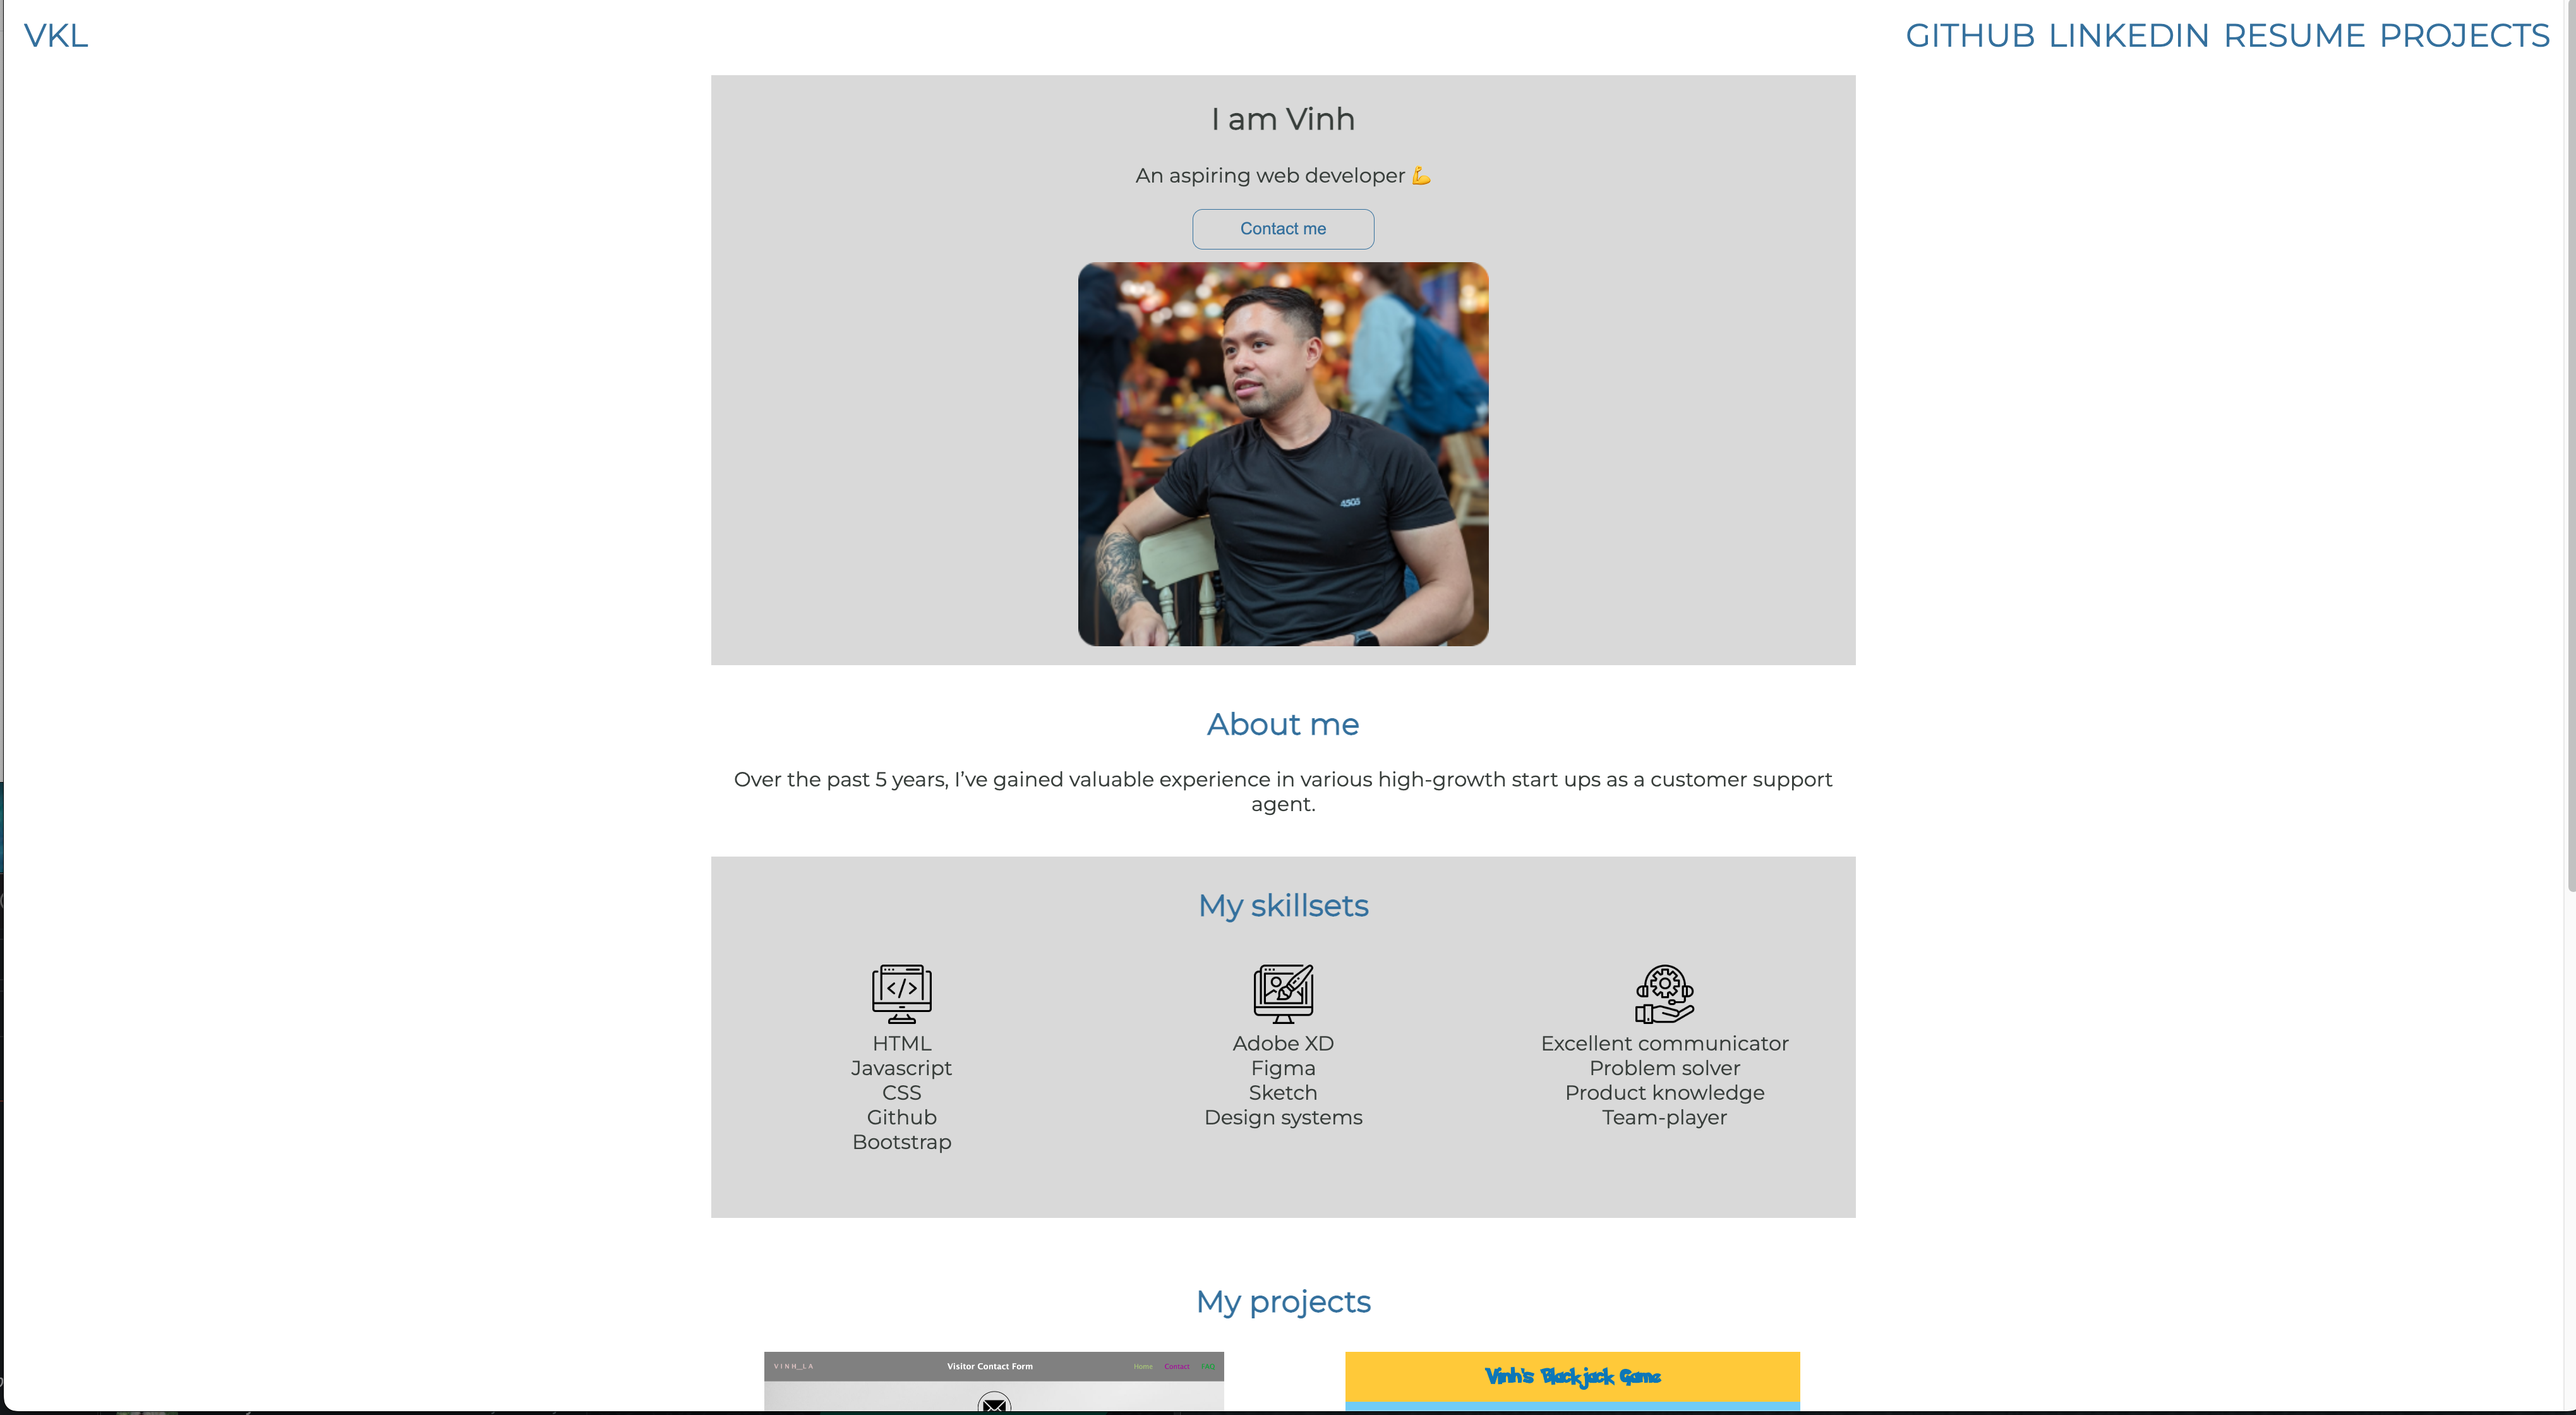 VKL
GITHUB LINKEDIN RESUME PROJECTS
I am Vinh
An aspiring web developer 💪
Contact me
asics
About me
Over the past 5 years, I’ve gained valuable experience in various high-growth start ups as a customer support
agent.
My skillsets
</>
HTML
Javascript
CSS
Github
Bootstrap
Adobe XD
Figma
Sketch
Design systems
Excellent communicator
Problem solver
Product knowledge
Team-player
My projects
VINH_LA
Visitor Contact Form
Home Contact FAQ
Vinh's Blackjack Game